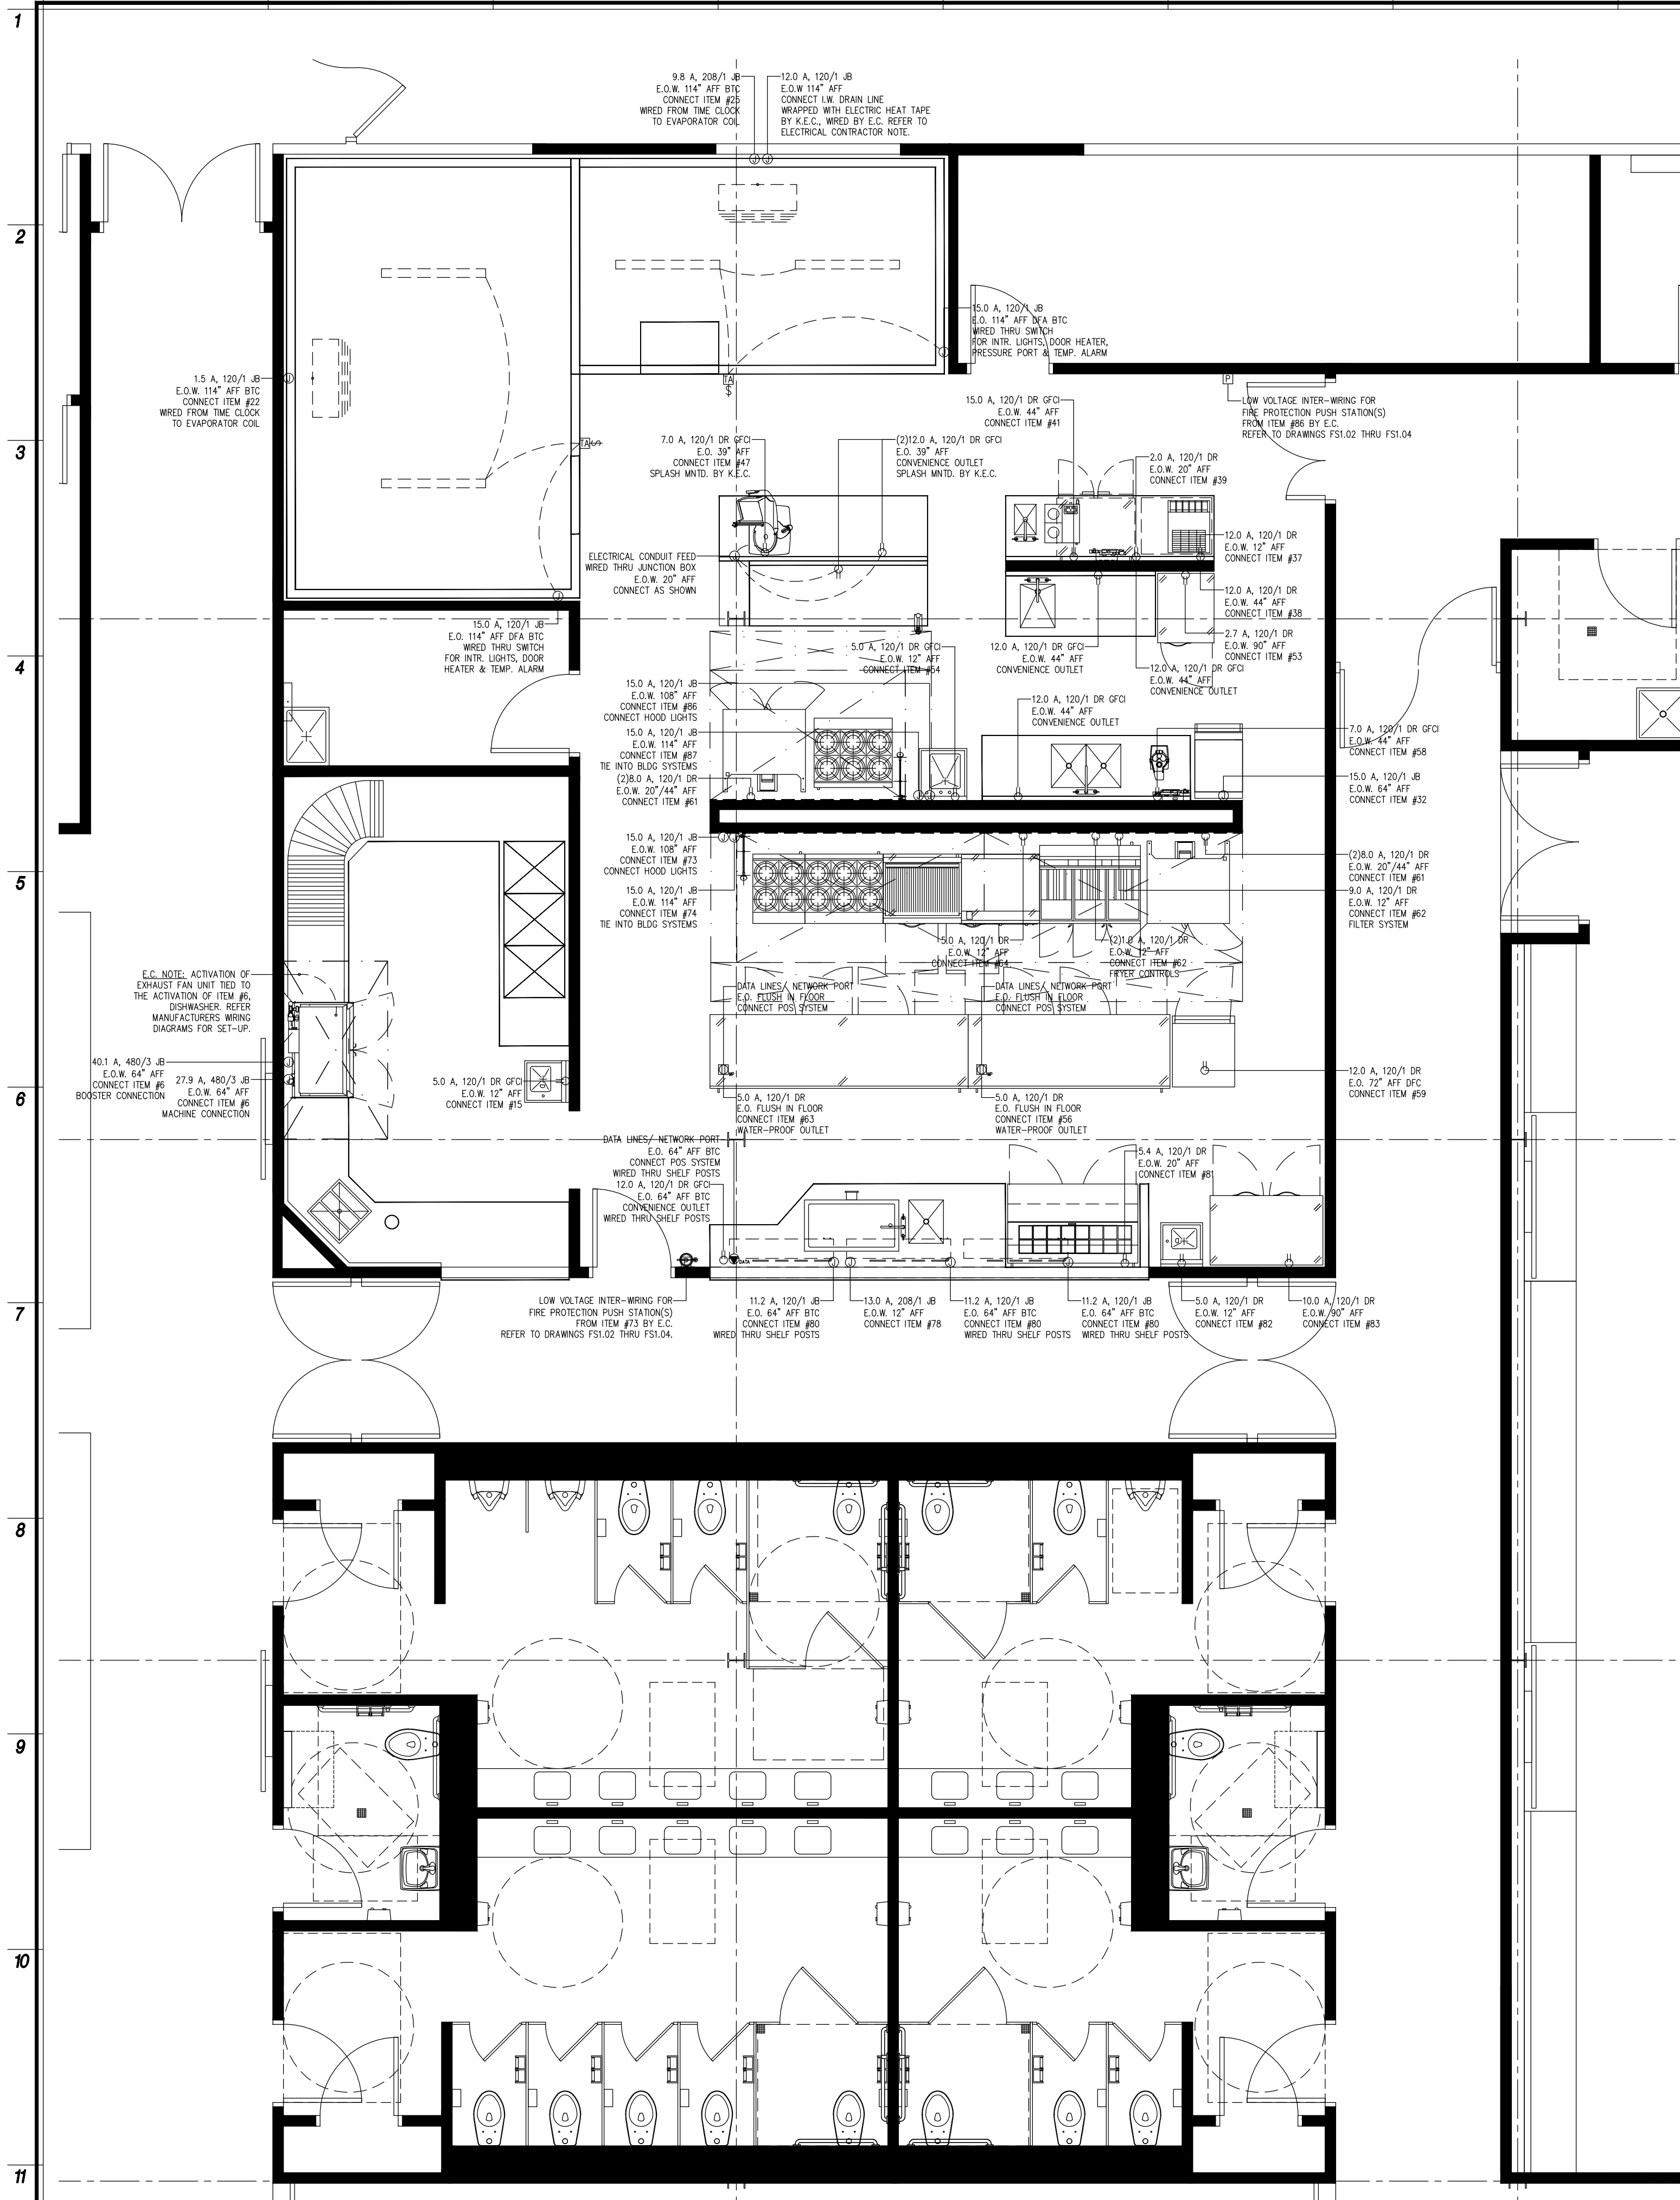 1
9.8 A, 208/1 JB
E.O.W. 114" AFF BTC
CONNECT ITEM #25
WIRED FROM TIME CLOCK
TO EVAPORATOR COIL
12.0 A, 120/1 JB
E.O.W 114" AFF
CONNECT I.W. DRAIN LINE
WRAPPED WITH ELECTRIC HEAT TAPE
BY K.E.C., WIRED BY E.C. REFER TO
ELECTRICAL CONTRACTOR NOTE.
J
J
2
15.0 A, 120/1 JB
E.O. 114" AFF DFA BTC
WIRED THRU SWITCH
FOR INTR. LIGHTS, DOOR HEATER,
PRESSURE PORT & TEMP. ALARM
J
1.5 A, 120/1 JB
E.O.W. 114" AFF BTC
CONNECT ITEM #22
WIRED FROM TIME CLOCK
TO EVAPORATOR COIL
J
TA
$
P
LOW VOLTAGE INTER-WIRING FOR
FIRE PROTECTION PUSH STATION(S)
FROM ITEM #86 BY E.C.
REFER TO DRAWINGS FS1.02 THRU FS1.04
15.0 A, 120/1 DR GFCI
E.O.W. 44" AFF
CONNECT ITEM #41
3
TA
$
7.0 A, 120/1 DR GFCI
E.O. 39" AFF
CONNECT ITEM #47
SPLASH MNTD. BY K.E.C.
(2)12.0 A, 120/1 DR GFCI
E.O. 39" AFF
CONVENIENCE OUTLET
SPLASH MNTD. BY K.E.C.
2.0 A, 120/1 DR
E.O.W. 20" AFF
CONNECT ITEM #39
12.0 A, 120/1 DR
E.O.W. 12" AFF
CONNECT ITEM #37
ELECTRICAL CONDUIT FEED
WIRED THRU JUNCTION BOX
E.O.W. 20" AFF
CONNECT AS SHOWN
12.0 A, 120/1 DR
E.O.W. 44" AFF
CONNECT ITEM #38
J
15.0 A, 120/1 JB
E.O. 114" AFF DFA BTC
WIRED THRU SWITCH
FOR INTR. LIGHTS, DOOR
HEATER & TEMP. ALARM
2.7 A, 120/1 DR
E.O.W. 90" AFF
CONNECT ITEM #53
4
5.0 A, 120/1 DR GFCI
E.O.W. 12" AFF
CONNECT ITEM #54
12.0 A, 120/1 DR GFCI
E.O.W. 44" AFF
CONVENIENCE OUTLET
12.0 A, 120/1 DR GFCI
E.O.W. 44" AFF
CONVENIENCE OUTLET
15.0 A, 120/1 JB
E.O.W. 108" AFF
CONNECT ITEM #86
CONNECT HOOD LIGHTS
12.0 A, 120/1 DR GFCI
E.O.W. 44" AFF
CONVENIENCE OUTLET
15.0 A, 120/1 JB
E.O.W. 114" AFF
CONNECT ITEM #87
TIE INTO BLDG SYSTEMS
7.0 A, 120/1 DR GFCI
E.O.W. 44" AFF
CONNECT ITEM #58
(2)8.0 A, 120/1 DR
E.O.W. 20"/44" AFF
CONNECT ITEM #61
15.0 A, 120/1 JB
E.O.W. 64" AFF
CONNECT ITEM #32
15.0 A, 120/1 JB
E.O.W. 108" AFF
CONNECT ITEM #73
CONNECT HOOD LIGHTS
(2)8.0 A, 120/1 DR
E.O.W. 20"/44" AFF
CONNECT ITEM #61
5
15.0 A, 120/1 JB
E.O.W. 114" AFF
CONNECT ITEM #74
TIE INTO BLDG SYSTEMS
9.0 A, 120/1 DR
E.O.W. 12" AFF
CONNECT ITEM #62
FILTER SYSTEM
5.0 A, 120/1 DR
E.O.W. 12" AFF
CONNECT ITEM #64
(2)1.0 A, 120/1 DR
E.O.W. 12" AFF
CONNECT ITEM #62
FRYER CONTROLS
E.C. NOTE: ACTIVATION OF
EXHAUST FAN UNIT TIED TO
THE ACTIVATION OF ITEM #6,
DISHWASHER. REFER
MANUFACTURERS WIRING
DIAGRAMS FOR SET-UP.
DATA LINES/ NETWORK PORT
E.O. FLUSH IN FLOOR
CONNECT POS SYSTEM
DATA LINES/ NETWORK PORT
E.O. FLUSH IN FLOOR
CONNECT POS SYSTEM
40.1 A, 480/3 JB
E.O.W. 64" AFF
CONNECT ITEM #6
BOOSTER CONNECTION
27.9 A, 480/3 JB
E.O.W. 64" AFF
CONNECT ITEM #6
MACHINE CONNECTION
5.0 A, 120/1 DR GFCI
E.O.W. 12" AFF
CONNECT ITEM #15
12.0 A, 120/1 DR
E.O. 72" AFF DFC
CONNECT ITEM #59
6
5.0 A, 120/1 DR
E.O. FLUSH IN FLOOR
CONNECT ITEM #63
WATER-PROOF OUTLET
5.0 A, 120/1 DR
E.O. FLUSH IN FLOOR
CONNECT ITEM #56
WATER-PROOF OUTLET
DATA LINES/ NETWORK PORT
E.O. 64" AFF BTC
CONNECT POS SYSTEM
WIRED THRU SHELF POSTS
12.0 A, 120/1 DR GFCI
E.O. 64" AFF BTC
CONVENIENCE OUTLET
WIRED THRU SHELF POSTS
5.4 A, 120/1 DR
E.O.W. 20" AFF
CONNECT ITEM #81
DATA
7
LOW VOLTAGE INTER-WIRING FOR
FIRE PROTECTION PUSH STATION(S)
FROM ITEM #73 BY E.C.
REFER TO DRAWINGS FS1.02 THRU FS1.04.
11.2 A, 120/1 JB
E.O. 64" AFF BTC
CONNECT ITEM #80
WIRED THRU SHELF POSTS
13.0 A, 208/1 JB
E.O.W. 12" AFF
CONNECT ITEM #78
11.2 A, 120/1 JB
E.O. 64" AFF BTC
CONNECT ITEM #80
WIRED THRU SHELF POSTS
11.2 A, 120/1 JB
E.O. 64" AFF BTC
CONNECT ITEM #80
WIRED THRU SHELF POSTS
5.0 A, 120/1 DR
E.O.W. 12" AFF
CONNECT ITEM #82
10.0 A, 120/1 DR
E.O.W. 90" AFF
CONNECT ITEM #83
8
9
10
11